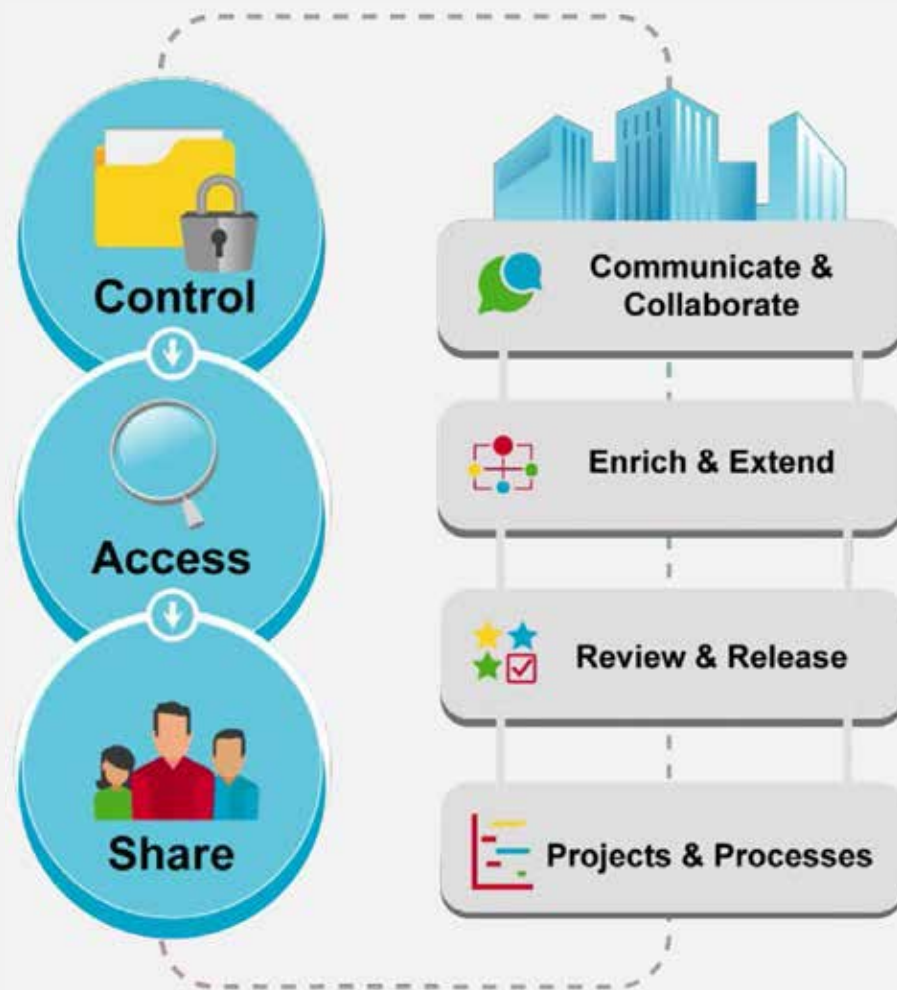 Control
Access
Share
Communicate &
Collaborate
Enrich & Extend
Review & Release
Projects & Processes